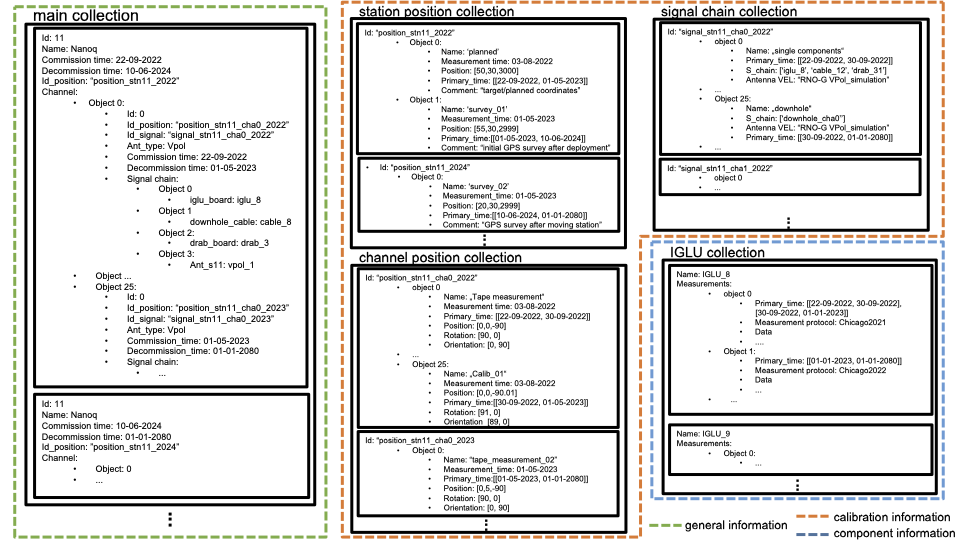 main collection
Id: 11
Name: Nanoq
Commission time: 22-09-2022
Decommission time: 10-06-2024
Id_position: "position_stn11_2022"
Channel:
• Object 0:
• Id: 0
• Id_position: "position_stn11_cha0_2022"
• Id_signal: "signal_stn11_cha0_2022"
• Ant_type: Vpol
• Commission time: 22-09-2022
• Decommission time: 01-05-2023
• Signal chain:
• Object 0
• iglu_board: iglu_8
• Object 1
• downhole_cable: cable_8
• Object 2:
• drab_board: drab_3
• Object 3:
• Ant_s11: vpol_1
• Object ...
• Object 25:
• Id: 0
• Id_position: "position_stn11_cha0_2023"
• Id_signal: "signal_stn11_cha0_2023"
• Ant_type: Vpol
• Commission_time: 01-05-2023
• Decommission_time: 01-01-2080
• Signal chain:
• ...
Id: 11
Name: Nanoq
Commission time: 10-06-2024
Decommission time: 01-01-2080
Id_position: "position_stn11_2024"
Channel:
• Object: 0
• ...
station position collection
Id: "position_stn11_2022"
• Object 0:
• Name: 'planned'
• Measurement time: 03-08-2022
• Position: [50,30,3000]
• Primary_time: [[22-09-2022, 01-05-2023]]
• Comment: "target/planned coordinates"
• Object 1:
• Name: 'survey_01'
• Measurement time: 01-05-2023
• Position: [55,30,2999]
• Primary_time:[[01-05-2023, 10-06-2024]]
• Comment: "initial GPS survey after deployment"
• Id: "position_stn11_2024"
• Object 0:
• Name: 'survey_02'
• Measurement_time: 01-05-2023
• Position: [20,30,2999]
• Primary_time:[[10-06-2024, 01-01-2080]]
• Comment: "GPS survey after moving station"
channel position collection
Id: "position_stn11_cha0_2022"
• object 0
• Name: „Tape measurement"
• Measurement time: 03-08-2022
• Primary_time: [[22-09-2022, 30-09-2022]]
• Position: [0,0,-90]
• Rotation: [90, 0]
• Orientation: [0, 90]
• ...
• Object 25:
• Name: „Calib_01"
• Measurement time: 03-08-2022
• Position: [0,0,-90.01]
• Primary_time:[[30-09-2022, 01-05-2023]]
• Rotation: [91, 0]
• Orientation [89, 0]
Id: "position_stn11_cha0_2023
• Object 0:
• Name: "tape_measurement_02"
• Measurement_time: 01-05-2023
• Primary_time: [[01-05-2023, 01-01-2080]]
• Position: [0,5,-90]
• Rotation: [90, 0]
• Orientation: [0, 90]
signal chain collection
Id: "signal_stn11_cha0_2022"
• object 0
• Name: „single components"
• Primary_time: [[22-09-2022, 30-09-2022]]
• S_chain: ['iglu_8', 'cable_12', 'drab_31']
• Antenna VEL: "RNO-G VPol_simulation"
• ...
• Object 25:
• Name: „downhole"
• S_chain: ['downhole_cha0"]
• Antenna VEL: "RNO-G VPol_simulation"
• Primary_time: [[30-09-2022, 01-01-2080]]
• ...
Id: "signal_stn11_cha1_2022"
• object 0
• ...
IGLU collection
Name: IGLU_8
Measurements:
• object 0
• Primary_time: [[22-09-2022, 30-09-2022],
[30-09-2022, 01-01-2023]]
• Measurement protocol: Chicago2021
• Data
• ....
• Object 1:
• Primary_time: [[01-01-2023, 01-01-2080]]
• Measurement protocol: Chicago2022
• Data
• ...
• ...
Name: IGLU_9
Measurements:
• Object 0:
• ...
general information
calibration information
component information